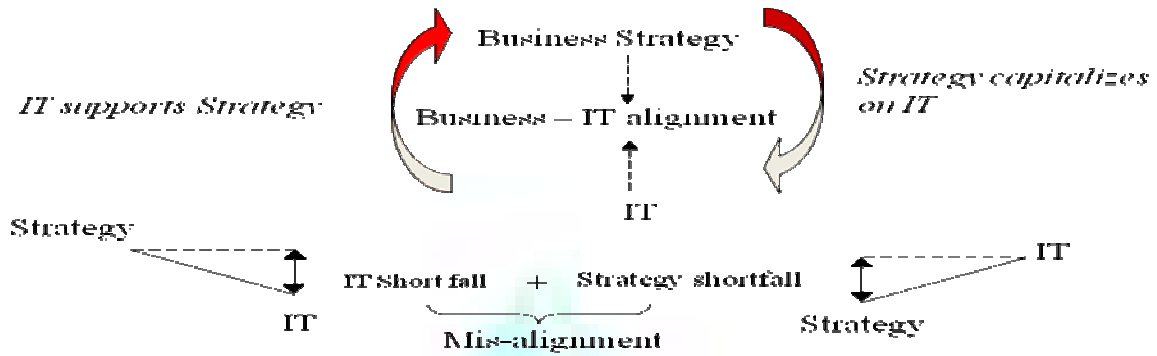 Business Strategy
IT supports Strategy
Strategy capitalizes
on IT
Business – IT alignment
IT
Strategy
IT
IT Short fall + Strategy shortfall
IT
Strategy
Mis-alignment